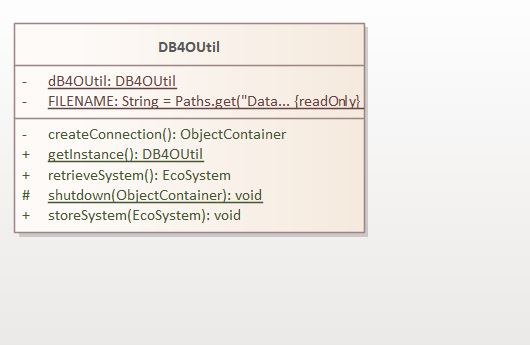 DB4OUtil
- dB4OUtil: DB4OUtil
- FILENAME: String = Paths.get("Data... {readOnly}
- createConnection(): ObjectContainer
+ getInstance(): DB4OUtil
+ retrieveSystem(): EcoSystem
# shutdown(ObjectContainer): void
+ storeSystem(EcoSystem): void